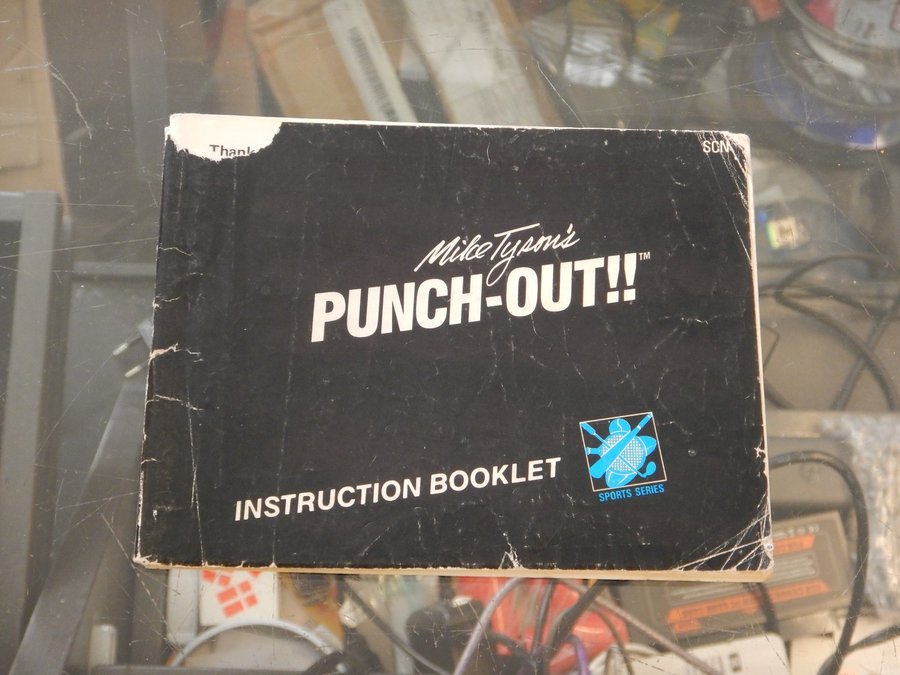 Thank
SCN
Mike Tyson's
PUNCH-OUT!!™
INSTRUCTION BOOKLET
SPORTS SERIES